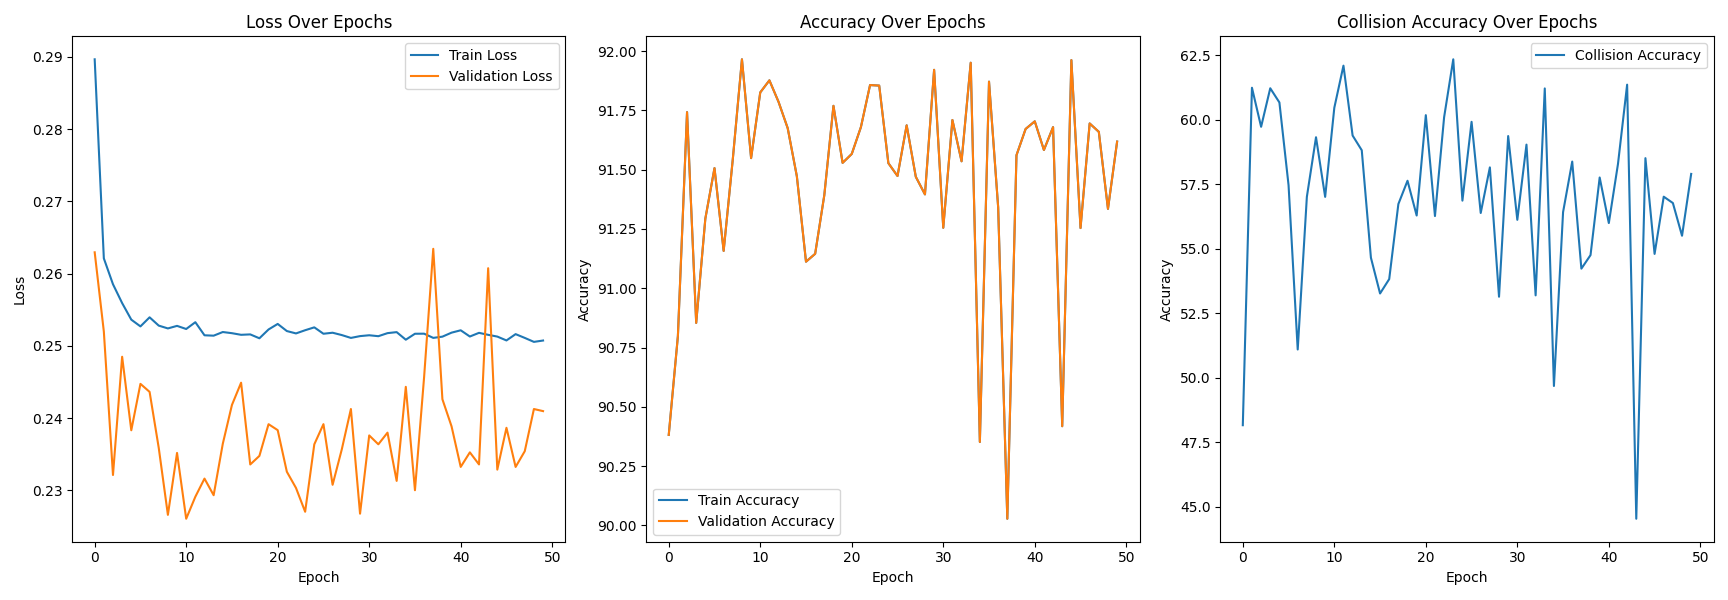 Loss Over Epochs
Train Loss
Validation Loss
0.29
0.28
0.27
0.26
0.25
0.24
0.23
Loss
0 10 20 30 40 50
Epoch
Accuracy Over Epochs
92.00
91.75
91.50
91.25
91.00
90.75
90.50
90.25
90.00
Accuracy
Train Accuracy
Validation Accuracy
0 10 20 30 40 50
Epoch
Collision Accuracy Over Epochs
Collision Accuracy
62.5
60.0
57.5
55.0
52.5
50.0
47.5
45.0
Accuracy
0 10 20 30 40 50
Epoch